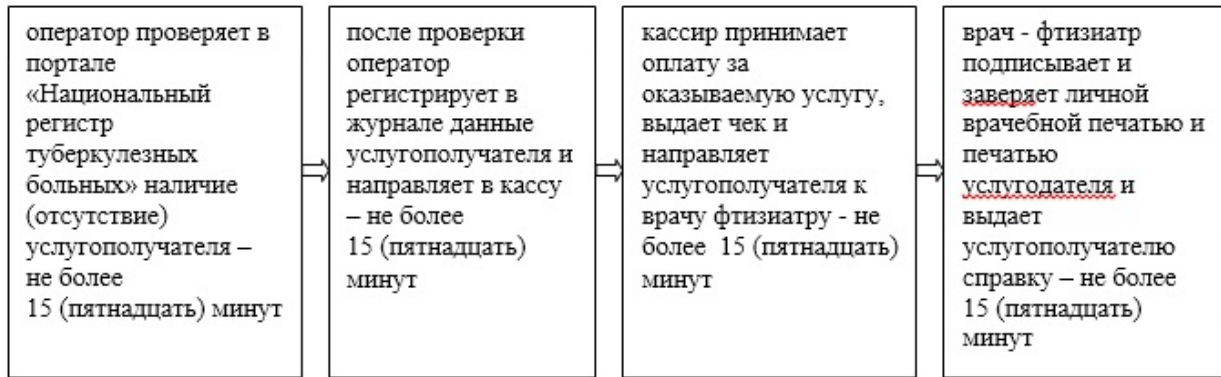 оператор проверяет в
портале
«Национальный
регистр
туберкулезных
больных» наличие
(отсутствие)
услугополучателя –
не более
15 (пятнадцать) минут
после проверки
оператор
регистрирует в
журнале данные
услугополучателя и
направляет в кассу
– не более
15 (пятнадцать)
минут
кассир принимает
оплату за
оказываемую услугу,
выдает чек и
направляет
услугополучателя к
врачу фтизиатру - не
более 15 (пятнадцать)
минут
врач - фтизиатр
подписывает и
заверяет личной
врачебной печатью и
печатью
услугодателя и
выдает
услугополучателю
справку – не более
15 (пятнадцать)
минут